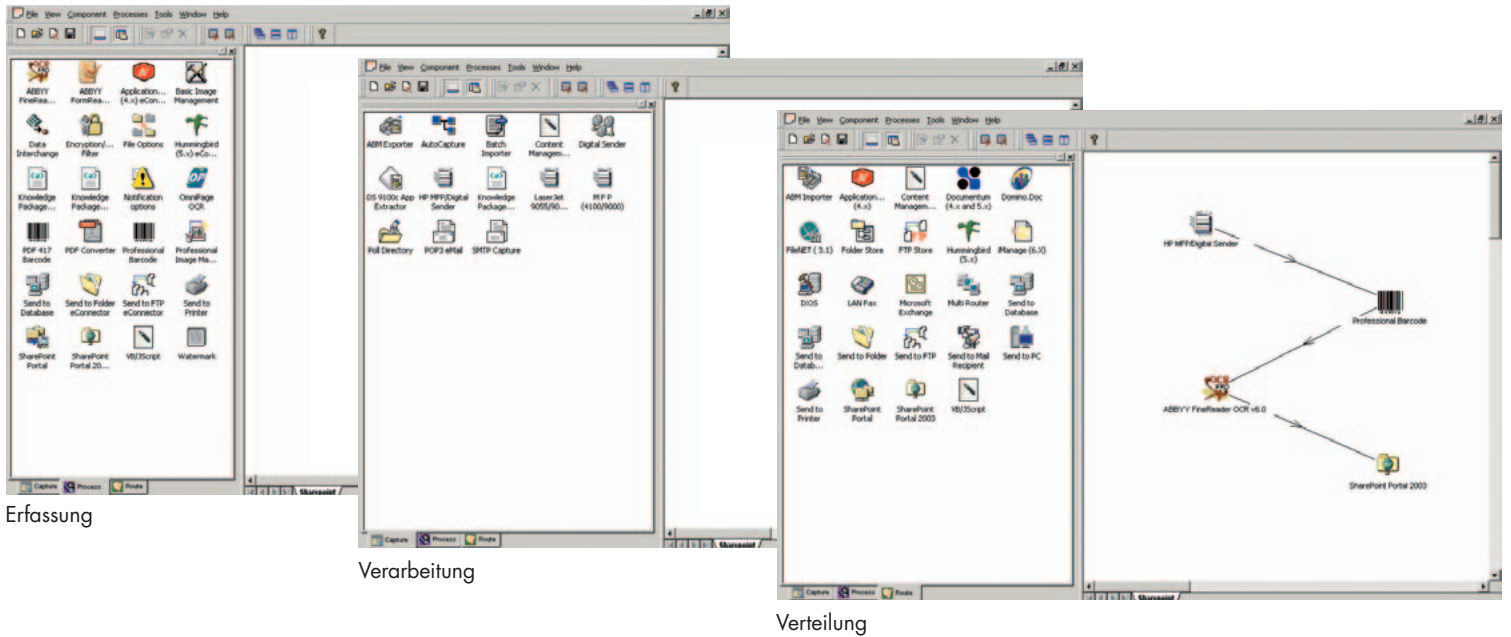 File View Component Processes Tools Window Help
ABBYY FineRea...
ABBYY FormRea...
Application... (4.x) eCon...
Basic Image Management
Data Interchange
Encryption/... Filter
File Options
Hummingbird (5.x) eCo...
Knowledge Package...
Knowledge Package...
Notification options
OmniPage OCR
PDF 417 Barcode
PDF Converter
Professional Barcode
Professional Image Ma...
Send to Database
Send to Folder eConnector
Send to FTP eConnector
Send to Printer
SharePoint Portal
SharePoint Portal 20...
VB/JScript
Watermark
Capture Process Route
Sharepoint
Erfassung
File View Component Processes Tools Window Help
ABM Exporter
AutoCapture
Batch Importer
Content Managem...
Digital Sender
DS 9100c App Extractor
HP MFP/Digital Sender
Knowledge Package...
LaserJet 9055/90...
MFP (4100/9000)
Poll Directory
POP3 eMail
SMTP Capture
Capture Process Route
Sharepoint
Verarbeitung
File View Component Processes Tools Window Help
ABM Importer
Application... (4.x)
Content Managem...
Documentum (4.x and 5.x)
Domino.Doc
FileNET ( 3.1)
Folder Store
FTP Store
Hummingbird (5.x)
iManage (6.X)
IXOS
LAN Fax
Microsoft Exchange
Multi Router
Send to Database
Send to Datab...
Send to Folder
Send to FTP
Send to Mail Recipient
Send to PC
Send to Printer
SharePoint Portal
SharePoint Portal 2003
VB/JScript
HP MFP/Digital Sender
Professional Barcode
ABBYY FineReader OCR v6.0
SharePoint Portal 2003
Capture Process Route
Sharepoint
Verteilung